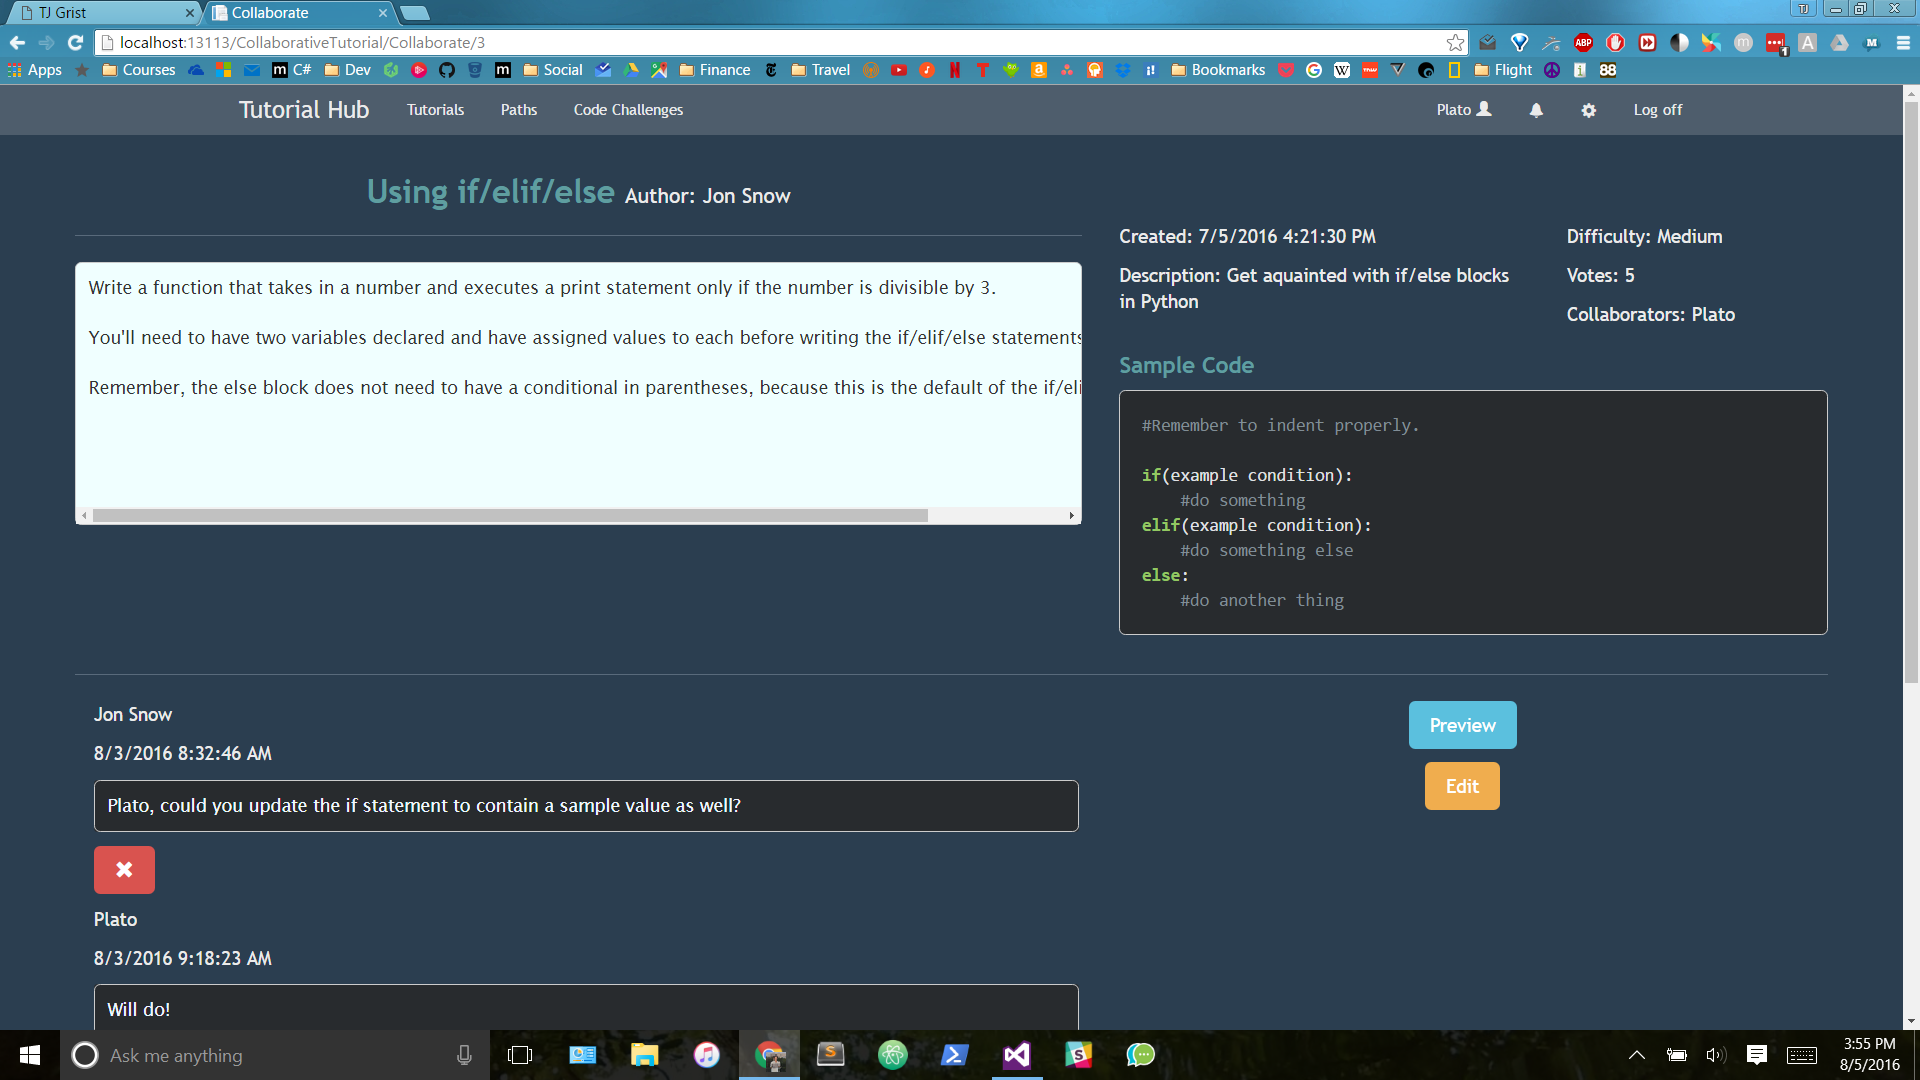 TJ Grist
Collaborate
TJ
localhost:13113/CollaborativeTutorial/Collaborate/3
ABP
1
A
M
Apps
Courses
m C#
Dev
m
Social
Finance
Travel
Bookmarks
Flight
88
Tutorial Hub
Tutorials
Paths
Code Challenges
Plato
Log off
Using if/elif/else Author: Jon Snow
Write a function that takes in a number and executes a print statement only if the number is divisible by 3.
You'll need to have two variables declared and have assigned values to each before writing the if/elif/else statements
Remember, the else block does not need to have a conditional in parentheses, because this is the default of the if/eli
Created: 7/5/2016 4:21:30 PM
Description: Get aquainted with if/else blocks
in Python
Difficulty: Medium
Votes: 5
Collaborators: Plato
Sample Code
#Remember to indent properly.
if(example condition):
#do something
elif(example condition):
#do something else
else:
#do another thing
Jon Snow
8/3/2016 8:32:46 AM
Plato, could you update the if statement to contain a sample value as well?
Plato
8/3/2016 9:18:23 AM
Will do!
Preview
Edit
Ask me anything
3:55 PM
8/5/2016